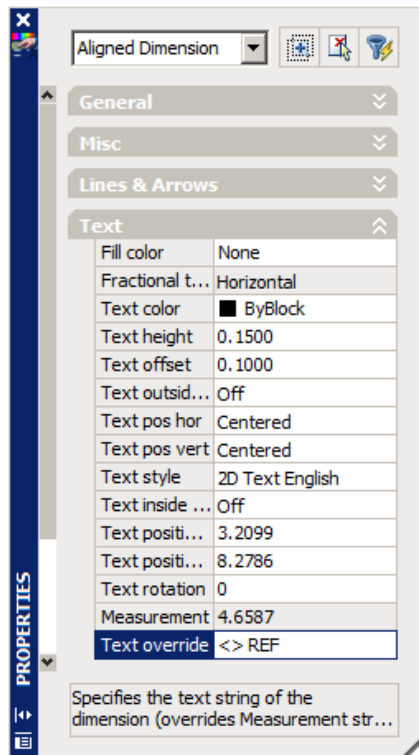 Aligned Dimension
General
Misc
Lines & Arrows
Text
Fill color None
Fractional t... Horizontal
Text color ByBlock
Text height 0.1500
Text offset 0.1000
Text outsid... Off
Text pos hor Centered
Text pos vert Centered
Text style 2D Text English
Text inside ... Off
Text positi... 3.2099
Text positi... 8.2786
Text rotation 0
Measurement 4.6587
Text override <> REF
Specifies the text string of the
dimension (overrides Measurement str...
PROPERTIES